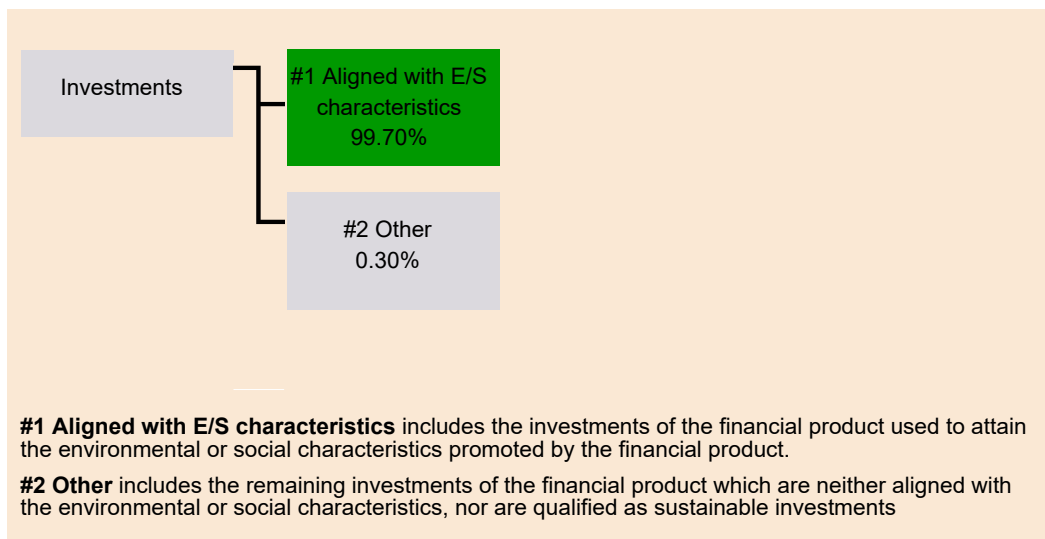 Investments
#1 Aligned with E/S
characteristics
99.70%
#2 Other
0.30%
#1 Aligned with E/S characteristics includes the investments of the financial product used to attain
the environmental or social characteristics promoted by the financial product.
#2 Other includes the remaining investments of the financial product which are neither aligned with
the environmental or social characteristics, nor are qualified as sustainable investments